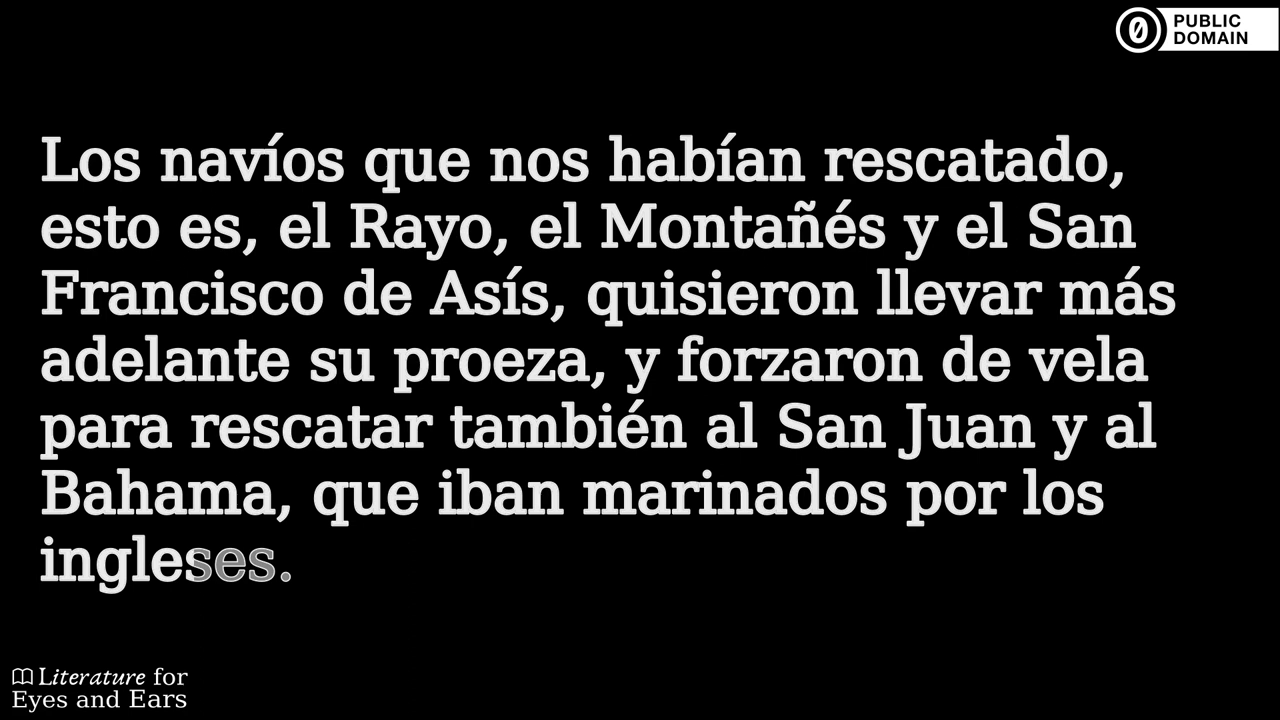 PUBLIC
DOMAIN
Los navíos que nos habían rescatado,
esto es, el Rayo, el Montañés y el San
Francisco de Asís, quisieron llevar más
adelante su proeza, y forzaron de vela
para rescatar también al San Juan y al
Bahama, que iban marinados por los
ingleses.
Literature for
Eyes and Ears